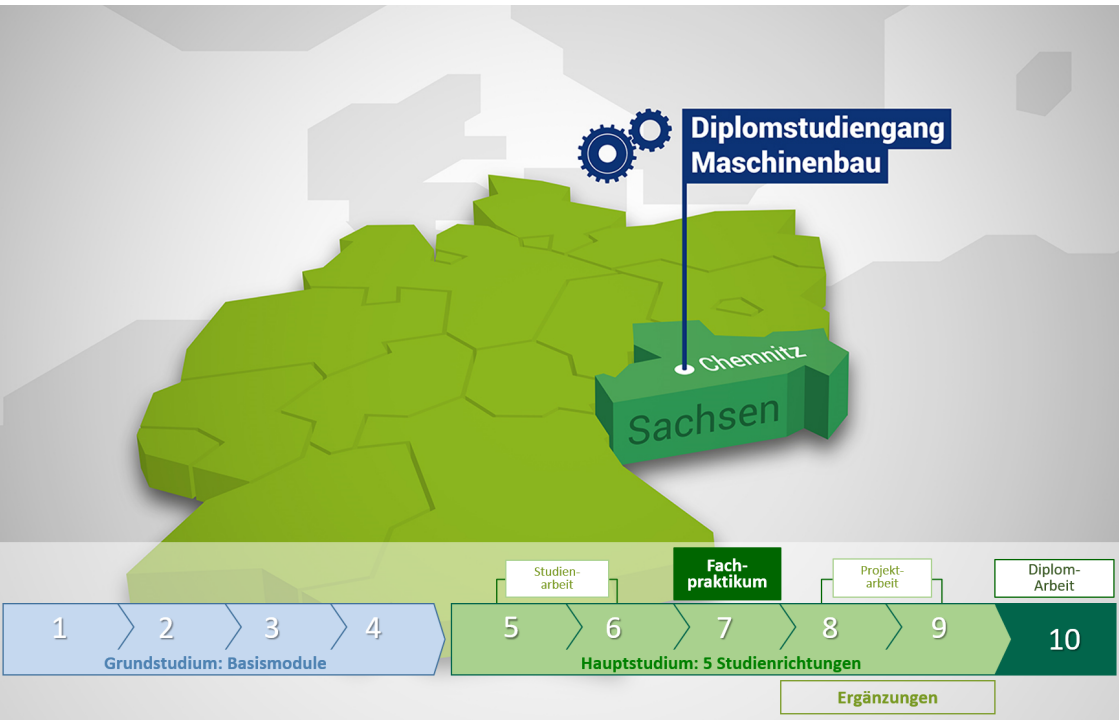 Diplomstudiengang
Maschinenbau
Chemnitz
Sachsen
Studien-
arbeit
Fach-
praktikum
Projekt-
arbeit
Diplom-
Arbeit
1 2 3 4 5 6 7 8 9 10
Grundstudium: Basismodule
Hauptstudium: 5 Studienrichtungen
Ergänzungen